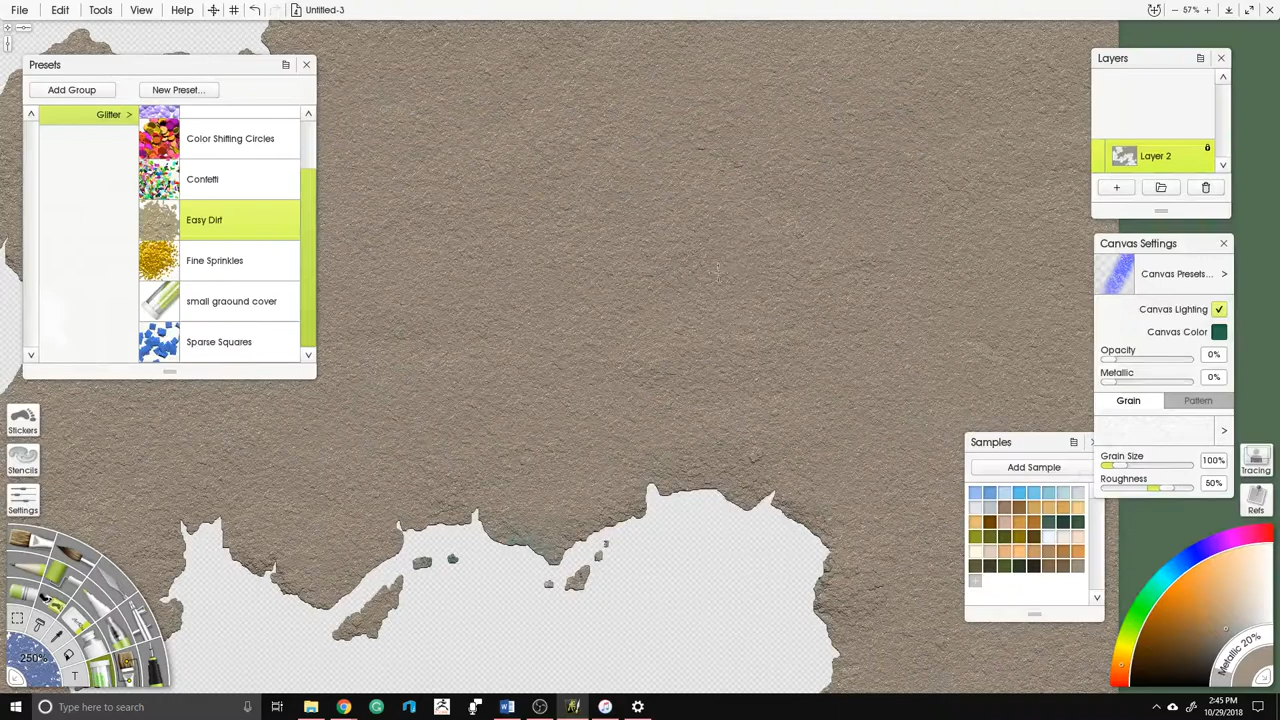 File Edit Tools View Untitled-3 57%
Presets
Add Group New Preset...
Glitter >
Color Shifting Circles
Confetti
Easy Dirt
Fine Sprinkles
small graound cover
Sparse Squares
Layers
Layer 2
Canvas Settings
Canvas Presets... >
Canvas Lighting
Canvas Color
Opacity 0%
Metallic 0%
Grain Pattern
Grain Size 100%
Roughness 50%
Samples
Add Sample
Stickers
Stencils
Settings
Tracing
Refs
250%
T
Metallic 20%
Type here to search
2:45 PM
10/29/2018